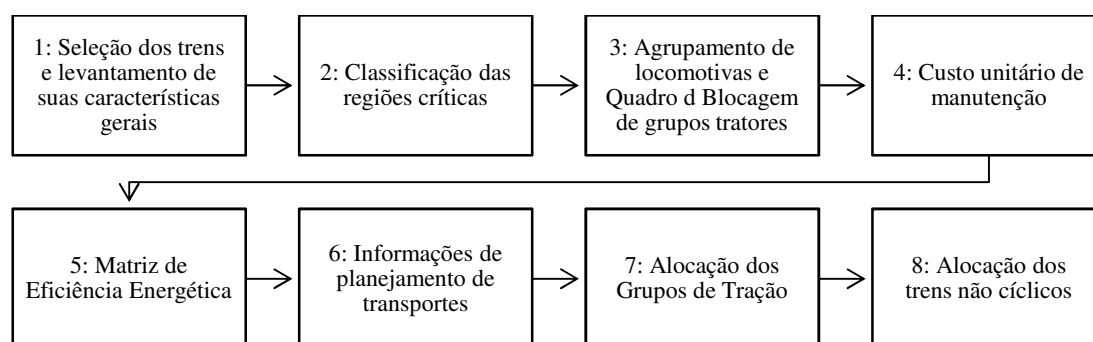 1: Seleção dos trens
e levantamento de
suas características
gerais
2: Classificação das
regiões críticas
3: Agrupamento de
locomotivas e
Quadro d Blocagem
de grupos tratores
4: Custo unitário de
manutenção
5: Matriz de
Eficiência Energética
6: Informações de
planejamento de
transportes
7: Alocação dos
Grupos de Tração
8: Alocação dos
trens não cíclicos